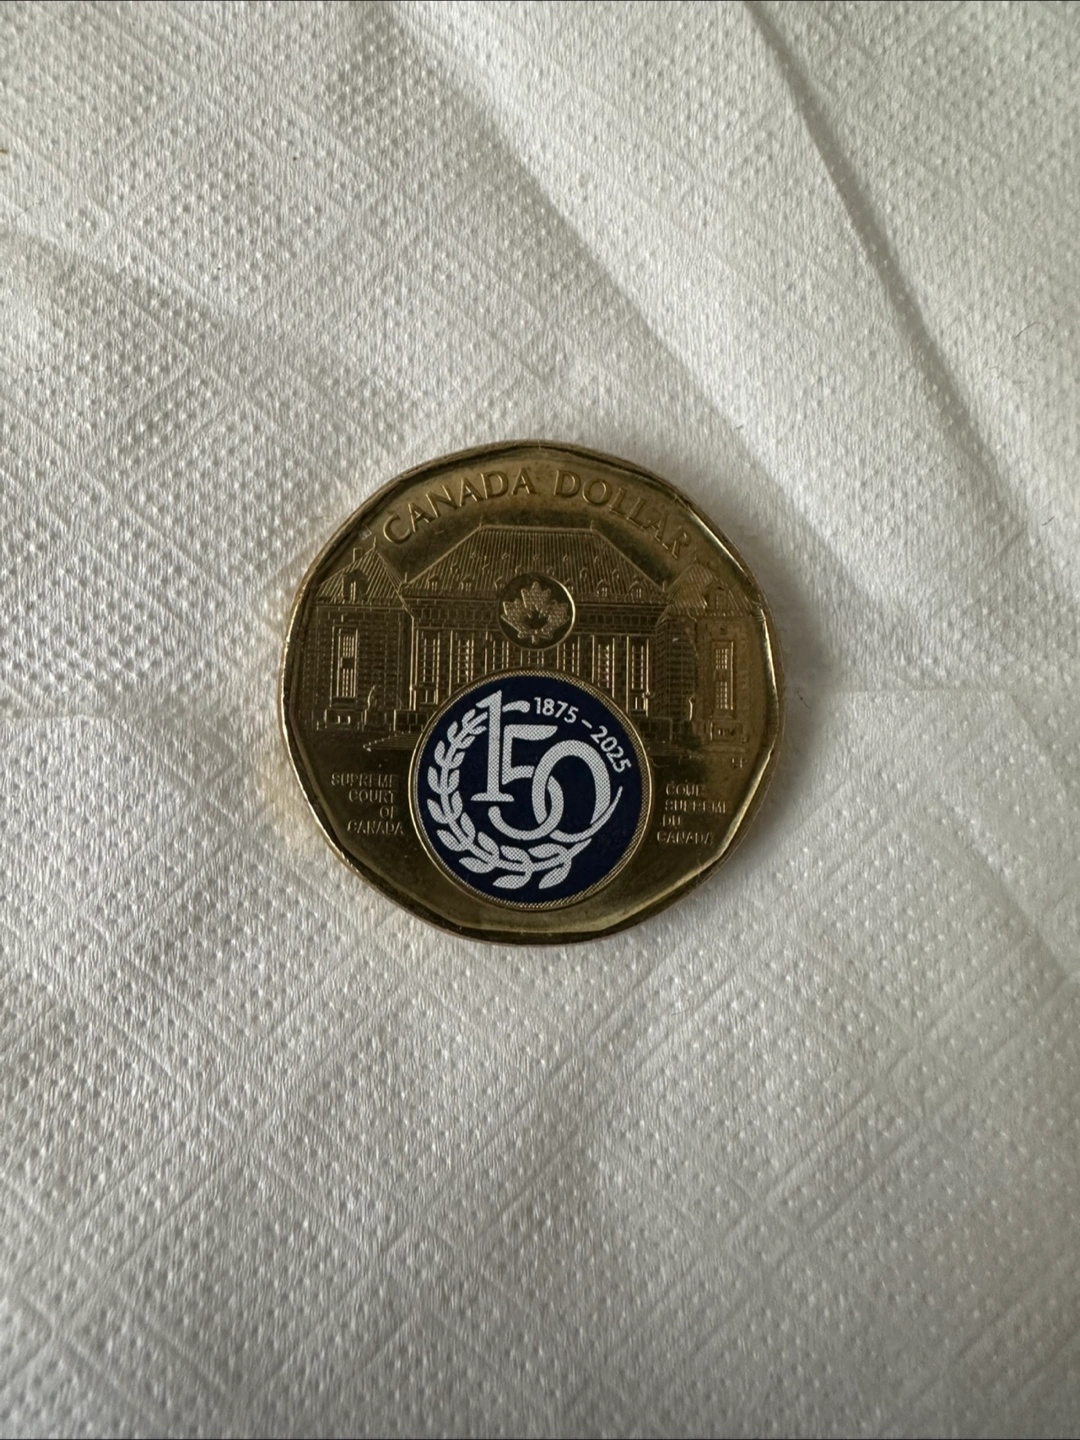 CANADA DOLLAR
150
1875 – 2025
SUPREME
COURT
OF
CANADA
COUR
SUPRÊME
DU
CANADA